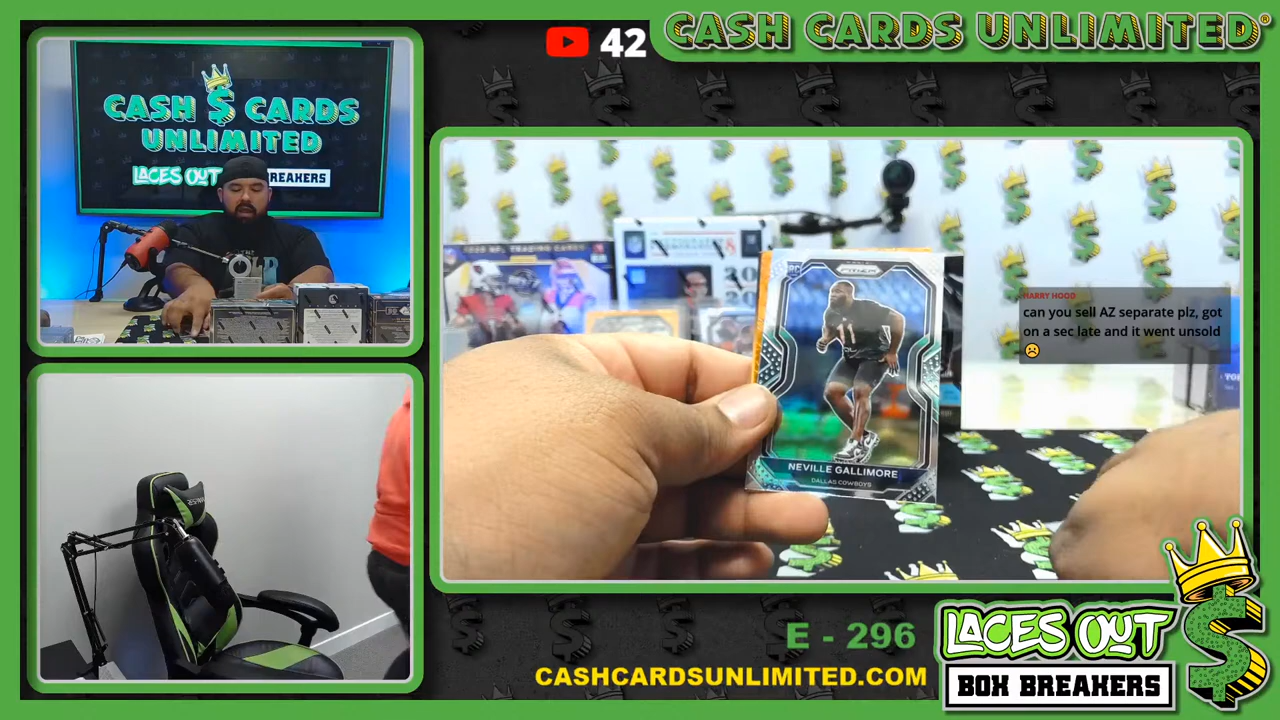 CASH CARDS UNLIMITED®
42
CASH $ CARDS
UNLIMITED
LACES OUT
REAKERS
RC
PRIZM
11
NEVILLE GALLIMORE
DALLAS COWBOYS
HARRY HOOD
can you sell AZ separate plz, got
on a sec late and it went unsold
E - 296
CASHCARDSUNLIMITED.COM
LACES OUT
BOX BREAKERS